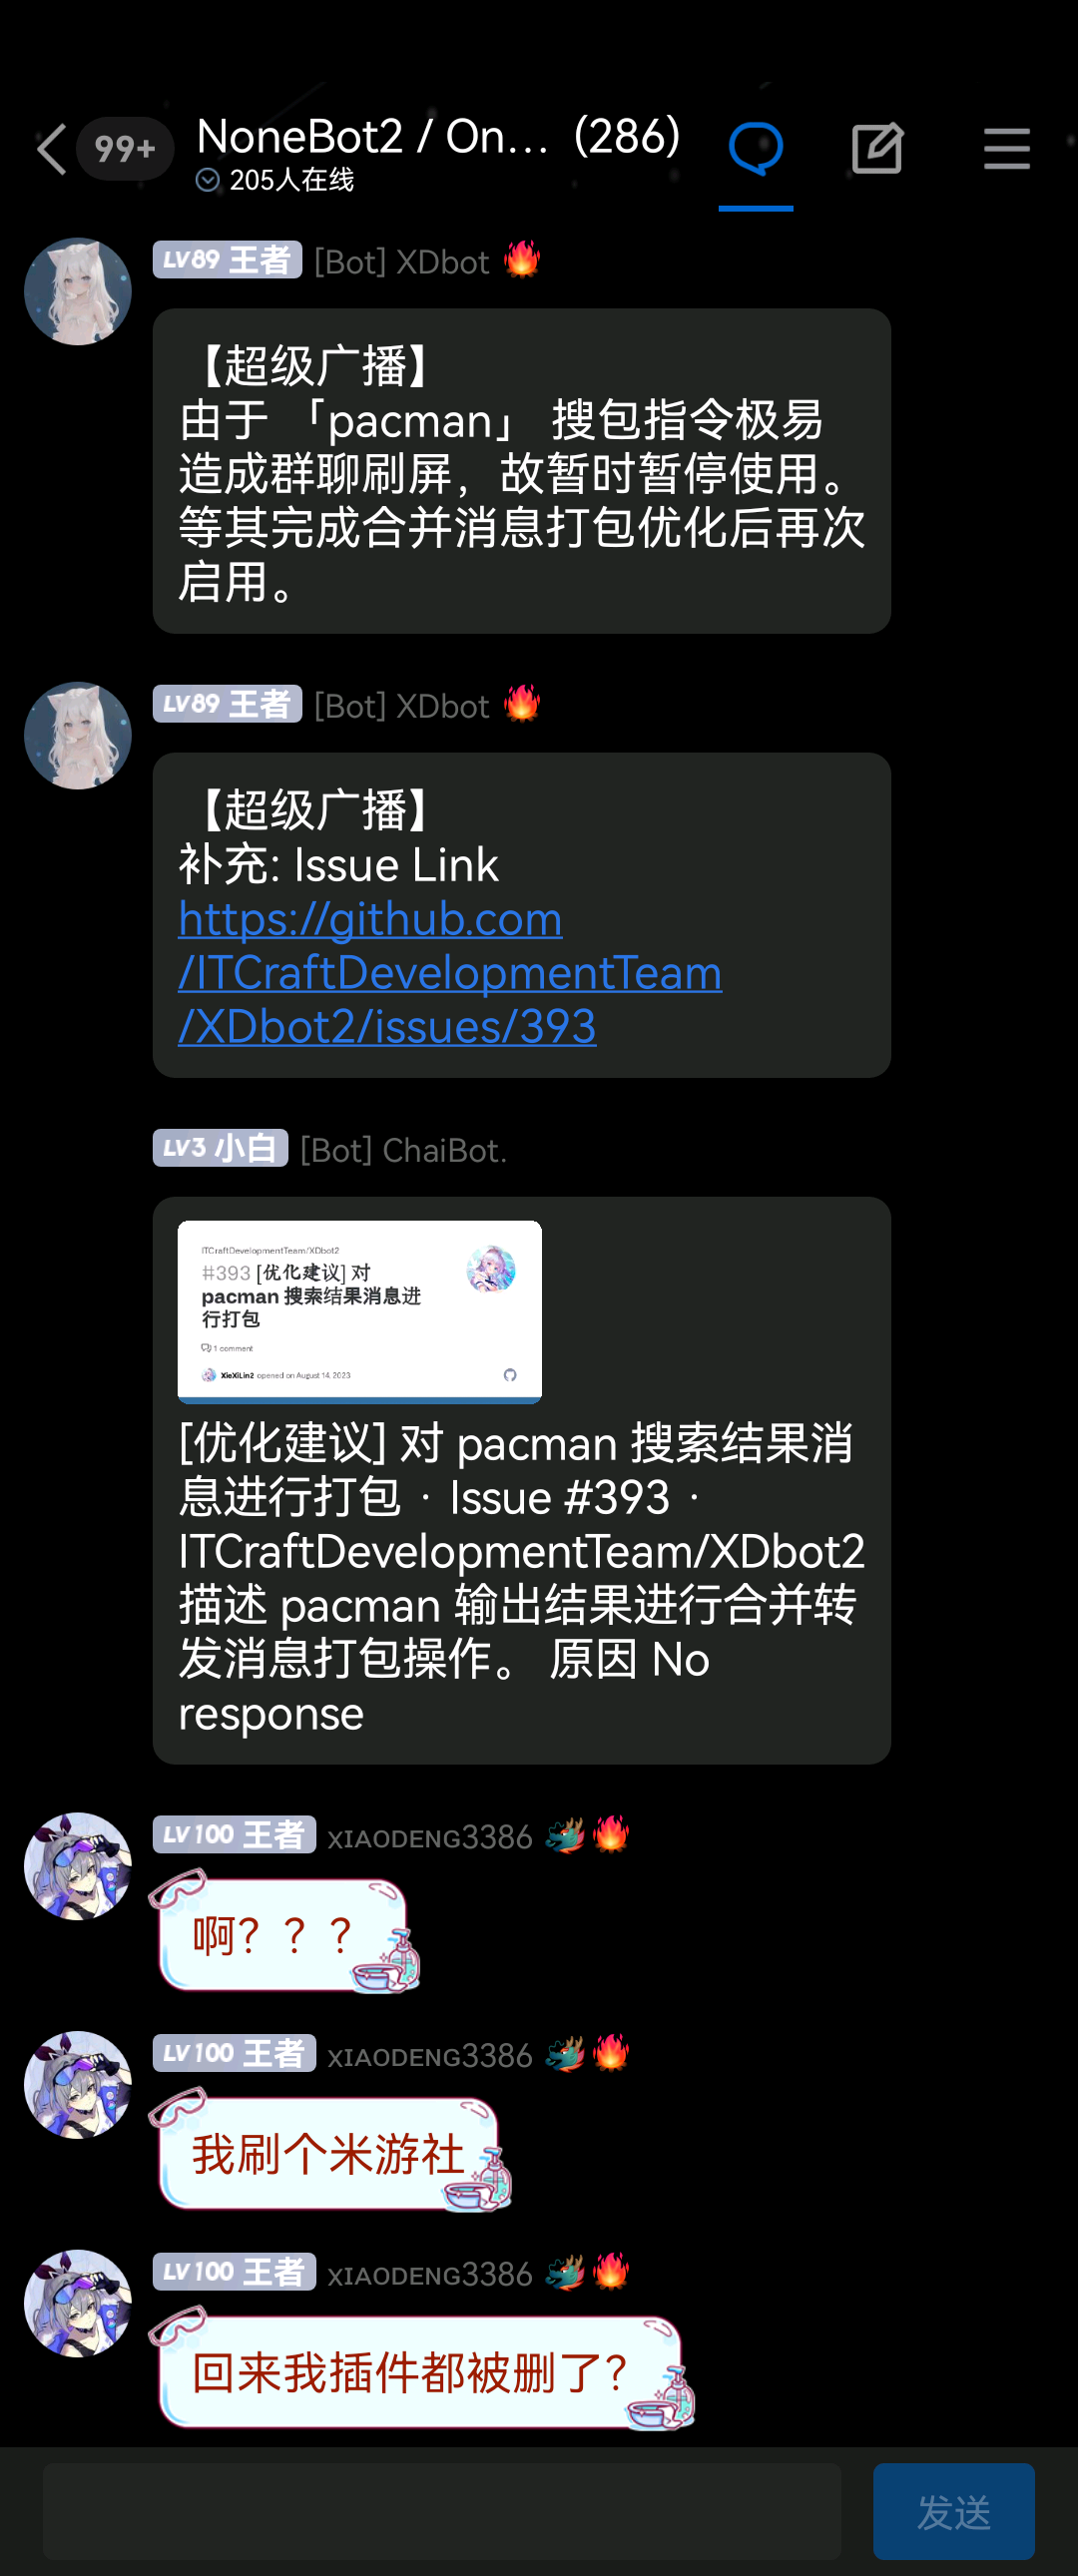 99+
NoneBot2 / On... (286)
205人在线
LV89 王者 [Bot] XDbot 🔥
【超级广播】
由于 「pacman」 搜包指令极易
造成群聊刷屏，故暂时暂停使用。
等其完成合并消息打包优化后再次
启用。
LV89 王者 [Bot] XDbot 🔥
【超级广播】
补充: Issue Link
https://github.com
/ITCraftDevelopmentTeam
/XDbot2/issues/393
LV3 小白 [Bot] ChaiBot.
ITCraftDevelopmentTeam/XDbot2
#393 [优化建议] 对
pacman 搜索结果消息进
行打包
1 comment
XieXiLin2 opened on August 14, 2023
[优化建议] 对 pacman 搜索结果消
息进行打包 · Issue #393 ·
ITCraftDevelopmentTeam/XDbot2
描述 pacman 输出结果进行合并转
发消息打包操作。 原因 No
response
LV100 王者 xɪᴀᴏᴅᴇɴɢ3386 🐲🔥
啊？？？
LV100 王者 xɪᴀᴏᴅᴇɴɢ3386 🐲🔥
我刷个米游社
LV100 王者 xɪᴀᴏᴅᴇɴɢ3386 🐲🔥
回来我插件都被删了？
发送